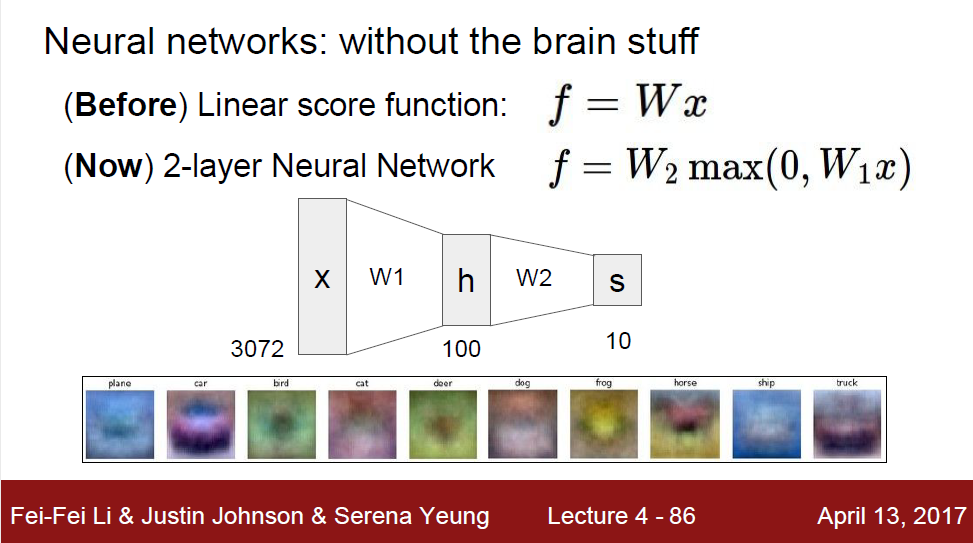 Neural networks: without the brain stuff
(Before) Linear score function: f = Wx
(Now) 2-layer Neural Network f = W₂ max(0, W₁x)
x W1 h W2 s
3072 100 10
plane car bird cat deer dog frog horse ship truck
Fei-Fei Li & Justin Johnson & Serena Yeung Lecture 4 - 86 April 13, 2017